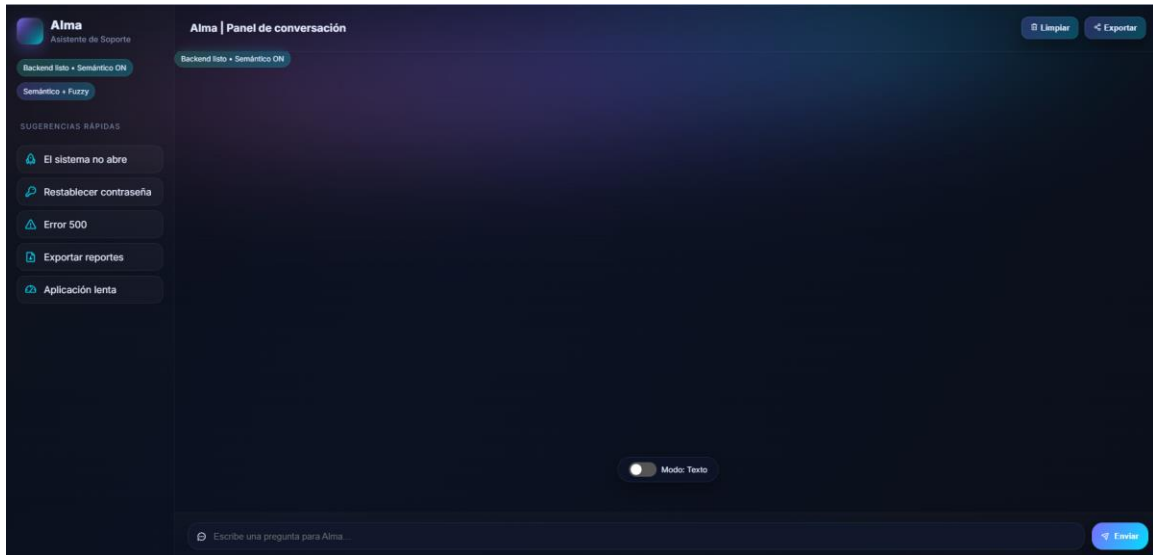 Alma
Asistente de Soporte
Backend listo • Semántico ON
Semántico + Fuzzy
SUGERENCIAS RÁPIDAS
El sistema no abre
Restablecer contraseña
Error 500
Exportar reportes
Aplicación lenta
Alma | Panel de conversación
Limpiar
Exportar
Backend listo • Semántico ON
Modo: Texto
Escribe una pregunta para Alma...
Enviar